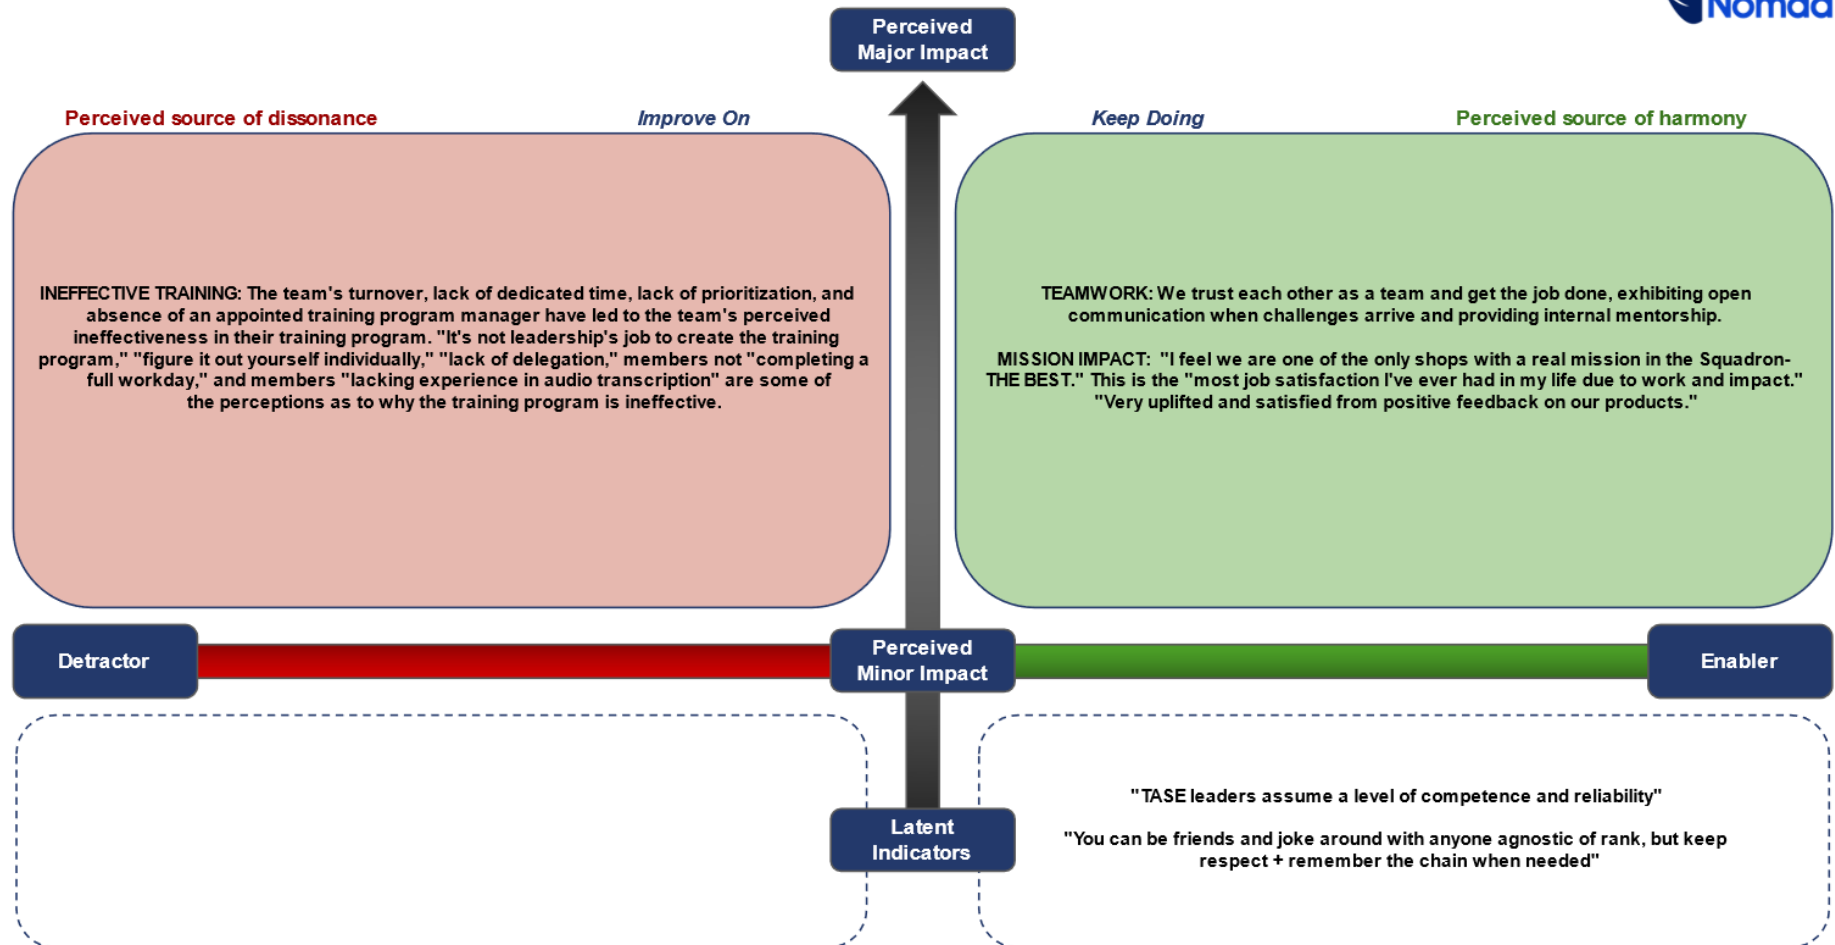 Nomad
Perceived
Major Impact
Perceived source of dissonance
Improve On
Keep Doing
Perceived source of harmony
INEFFECTIVE TRAINING: The team's turnover, lack of dedicated time, lack of prioritization, and
absence of an appointed training program manager have led to the team's perceived
ineffectiveness in their training program. "It's not leadership's job to create the training
program," "figure it out yourself individually," "lack of delegation," members not "completing a
full workday," and members "lacking experience in audio transcription" are some of
the perceptions as to why the training program is ineffective.
TEAMWORK: We trust each other as a team and get the job done, exhibiting open
communication when challenges arrive and providing internal mentorship.
MISSION IMPACT:  "I feel we are one of the only shops with a real mission in the Squadron-
THE BEST." This is the "most job satisfaction I've ever had in my life due to work and impact."
"Very uplifted and satisfied from positive feedback on our products."
Detractor
Perceived
Minor Impact
Enabler
Latent
Indicators
"TASE leaders assume a level of competence and reliability"
"You can be friends and joke around with anyone agnostic of rank, but keep
respect + remember the chain when needed"